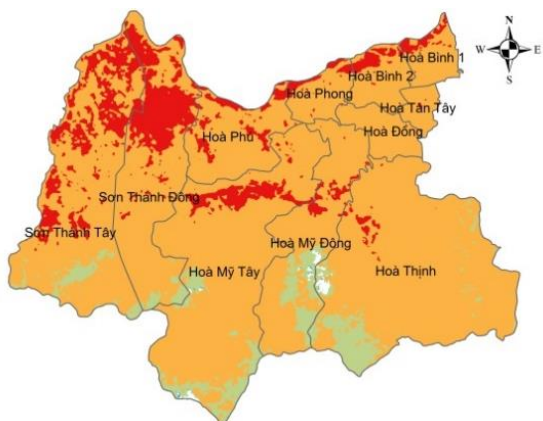 N
W E
S
Hoà Bình 1
Hoà Bình 2
Hoà Phong
Hoà Tân Tây
Hoà Phú
Hoà Đồng
Sơn Thành Đông
Sơn Thành Tây
Hoà Mỹ Đông
Hoà Mỹ Tây
Hoà Thịnh